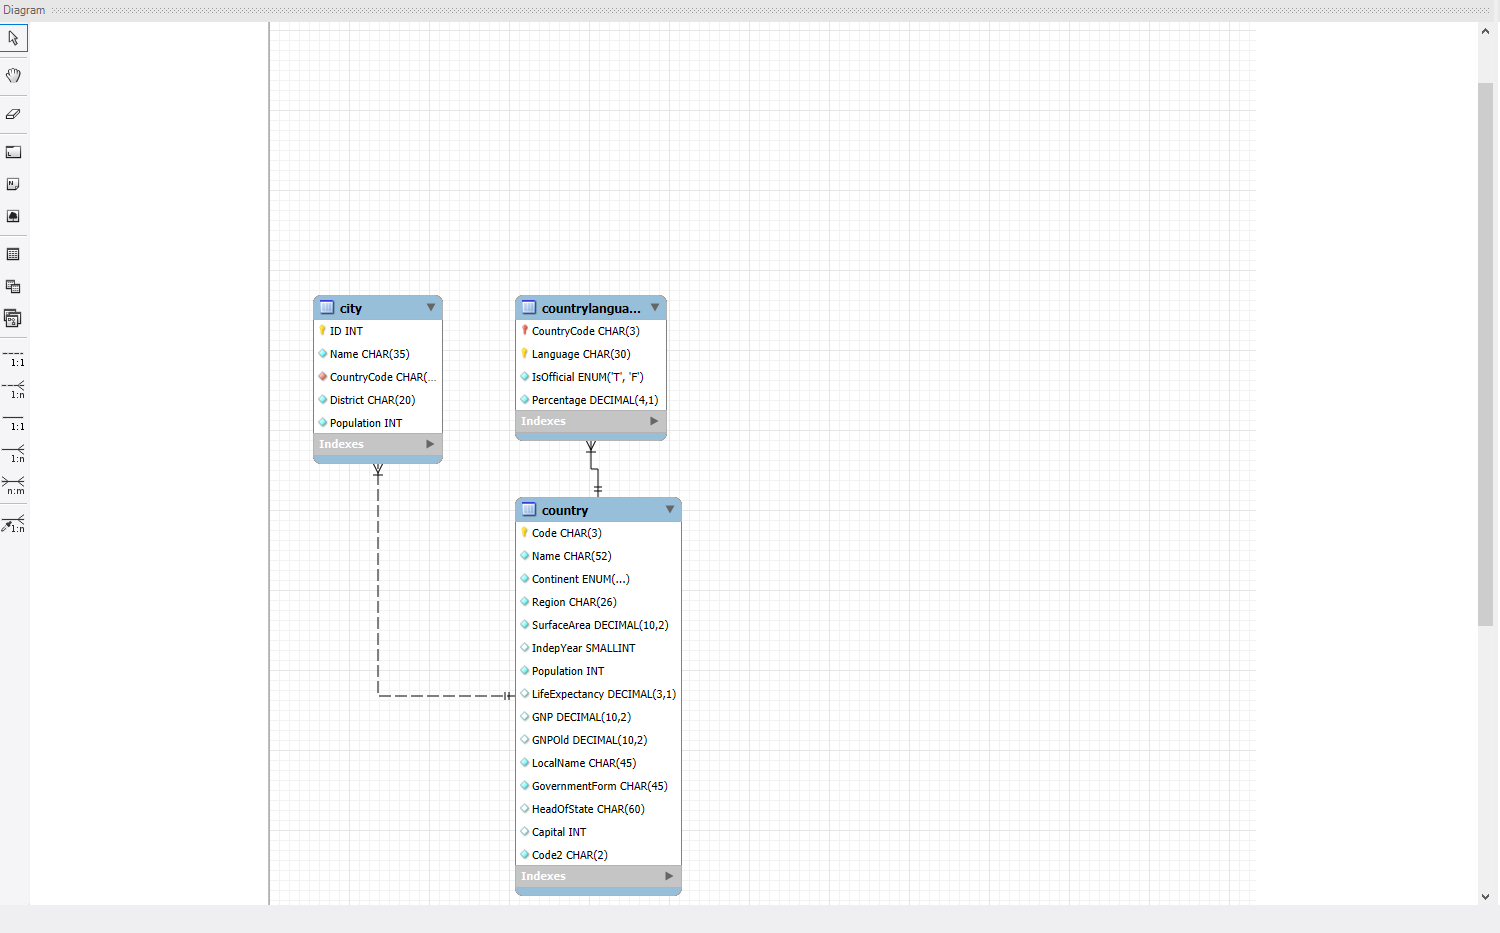 Diagram
1:1
1:n
1:1
1:n
n:m
1:n
city
ID INT
Name CHAR(35)
CountryCode CHAR(...
District CHAR(20)
Population INT
Indexes
countrylangua...
CountryCode CHAR(3)
Language CHAR(30)
IsOfficial ENUM('T', 'F')
Percentage DECIMAL(4,1)
Indexes
country
Code CHAR(3)
Name CHAR(52)
Continent ENUM(...)
Region CHAR(26)
SurfaceArea DECIMAL(10,2)
IndepYear SMALLINT
Population INT
LifeExpectancy DECIMAL(3,1)
GNP DECIMAL(10,2)
GNPOld DECIMAL(10,2)
LocalName CHAR(45)
GovernmentForm CHAR(45)
HeadOfState CHAR(60)
Capital INT
Code2 CHAR(2)
Indexes